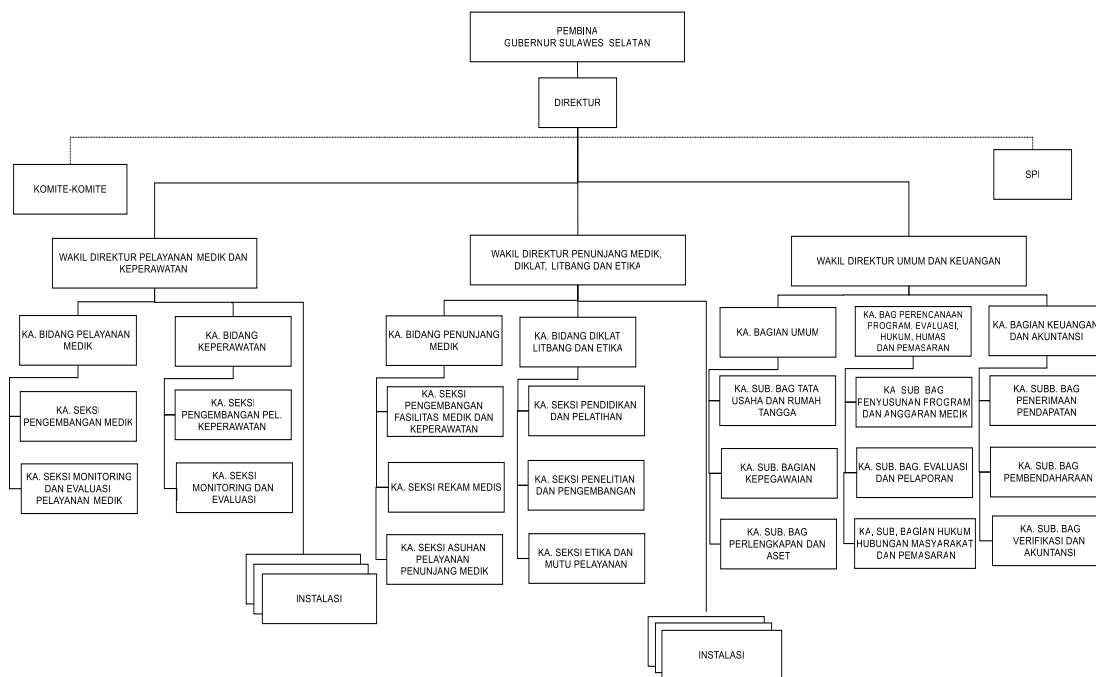 PEMBINA
GUBERNUR SULAWES SELATAN
DIREKTUR
KOMITE-KOMITE
SPI
WAKIL DIREKTUR PELAYANAN MEDIK DAN
KEPERAWATAN
WAKIL DIREKTUR PENUNJANG MEDIK,
DIKLAT, LITBANG DAN ETIKA
WAKIL DIREKTUR UMUM DAN KEUANGAN
KA. BIDANG PELAYANAN
MEDIK
KA. BIDANG
KEPERAWATAN
KA. BIDANG PENUNJANG
MEDIK
KA. BIDANG DIKLAT
LITBANG DAN ETIKA
KA. BAGIAN UMUM
KA. BAG PERENCANAAN
PROGRAM, EVALUASI,
HUKUM, HUMAS
DAN PEMASARAN
KA. BAGIAN KEUANGAN
DAN AKUNTANSI
KA. SEKSI
PENGEMBANGAN MEDIK
KA. SEKSI
PENGEMBANGAN PEL.
KEPERAWATAN
KA. SEKSI
PENGEMBANGAN
FASILITAS MEDIK DAN
KEPERAWATAN
KA. SEKSI PENDIDIKAN
DAN PELATIHAN
KA. SUB. BAG TATA
USAHA DAN RUMAH
TANGGA
KA SUB BAG
PENYUSUNAN PROGRAM
DAN ANGGARAN MEDIK
KA. SUBB. BAG
PENERIMAAN
PENDAPATAN
KA. SEKSI MONITORING
DAN EVALUASI
PELAYANAN MEDIK
KA. SEKSI
MONITORING DAN
EVALUASI
KA. SEKSI REKAM MEDIS
KA. SEKSI PENELITIAN
DAN PENGEMBANGAN
KA. SUB. BAGIAN
KEPEGAWAIAN
KA. SUB. BAG. EVALUASI
DAN PELAPORAN
KA. SUB. BAG
PEMBENDAHARAAN
KA. SEKSI ASUHAN
PELAYANAN
PENUNJANG MEDIK
KA. SEKSI ETIKA DAN
MUTU PELAYANAN
KA. SUB. BAG
PERLENGKAPAN DAN
ASET
KA, SUB, BAGIAN HUKUM
HUBUNGAN MASYARAKAT
DAN PEMASARAN
KA. SUB. BAG
VERIFIKASI DAN
AKUNTANSI
INSTALASI
INSTALASI